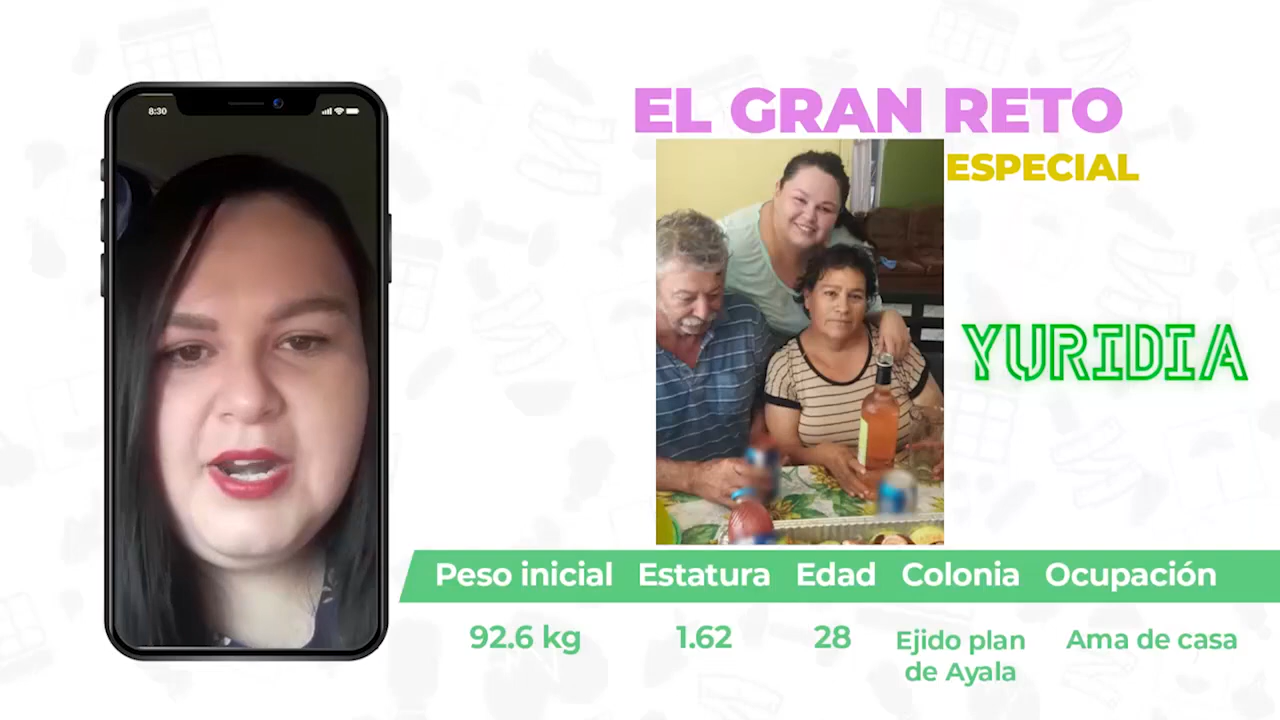 8:30
EL GRAN RETO
ESPECIAL
YURIDIA
Peso inicial Estatura Edad Colonia Ocupación
92.6 kg 1.62 28 Ejido plan de Ayala Ama de casa